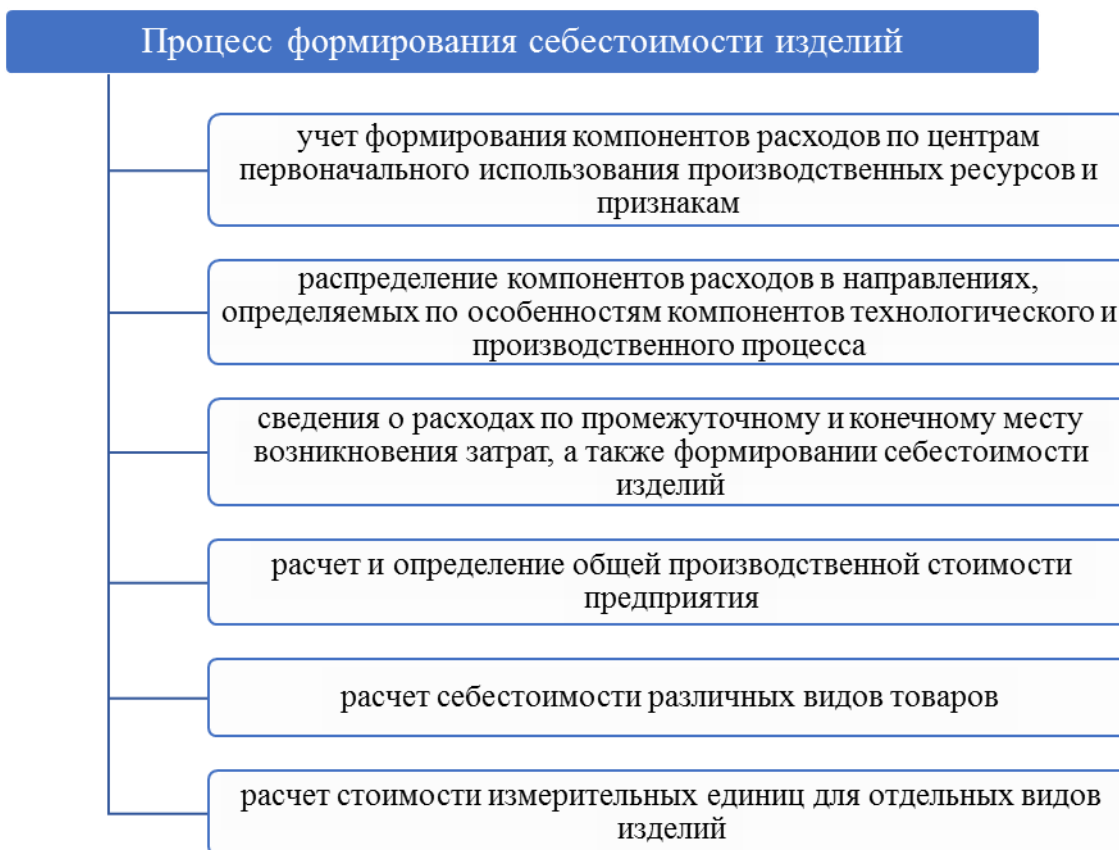 Процесс формирования себестоимости изделий
учет формирования компонентов расходов по центрам
первоначального использования производственных ресурсов и
признакам
распределение компонентов расходов в направлениях,
определяемых по особенностям компонентов технологического и
производственного процесса
сведения о расходах по промежуточному и конечному месту
возникновения затрат, а также формировании себестоимости
изделий
расчет и определение общей производственной стоимости
предприятия
расчет себестоимости различных видов товаров
расчет стоимости измерительных единиц для отдельных видов
изделий